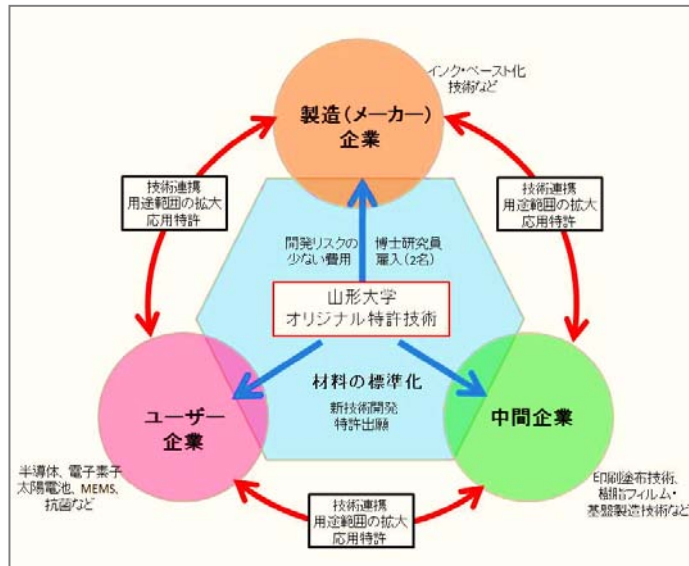 インク・ペースト化
技術など
製造(メーカー)
企業
技術連携
用途範囲の拡大
応用特許
技術連携
用途範囲の拡大
応用特許
開発リスクの
少ない費用
博士研究員
雇入(2名)
山形大学
オリジナル特許技術
材料の標準化
新技術開発
特許出願
ユーザー
企業
中間企業
半導体、電子素子
太陽電池、MEMS、
抗菌など
印刷塗布技術、
樹脂フィルム・
基盤製造技術など
技術連携
用途範囲の拡大
応用特許